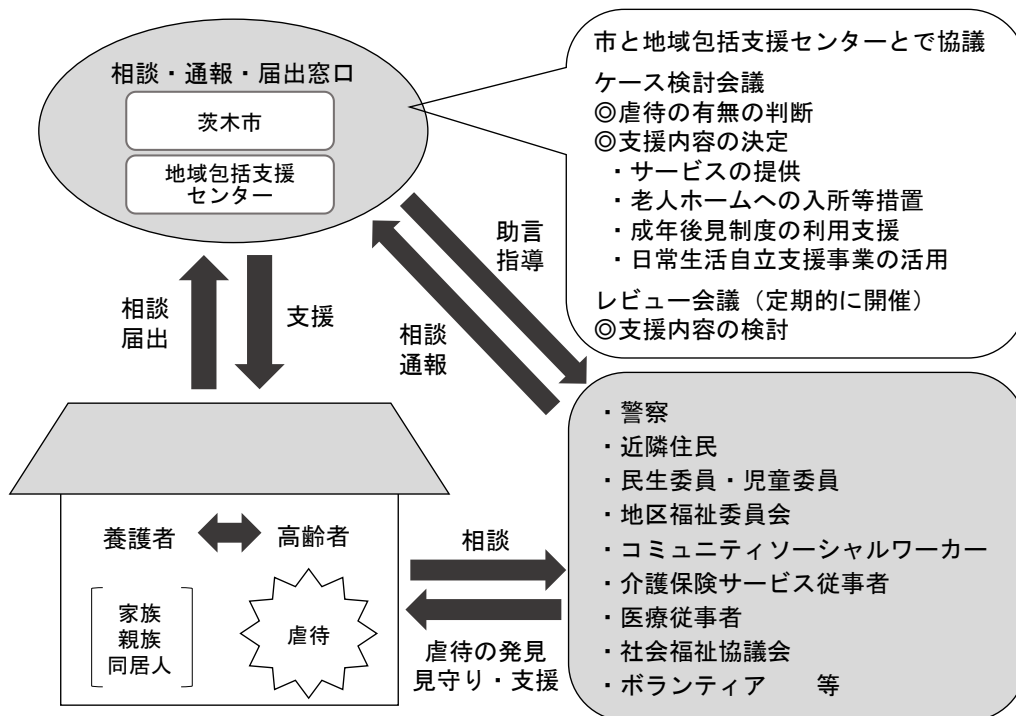 相談・通報・届出窓口
茨木市
地域包括支援
センター
市と地域包括支援センターとで協議
ケース検討会議
◎虐待の有無の判断
◎支援内容の決定
・サービスの提供
・老人ホームへの入所等措置
・成年後見制度の利用支援
・日常生活自立支援事業の活用
レビュー会議（定期的に開催）
◎支援内容の検討
助言
指導
相談
通報
相談
届出
支援
養護者
高齢者
家族
親族
同居人
虐待
相談
虐待の発見
見守り・支援
・警察
・近隣住民
・民生委員・児童委員
・地区福祉委員会
・コミュニティソーシャルワーカー
・介護保険サービス従事者
・医療従事者
・社会福祉協議会
・ボランティア　　等